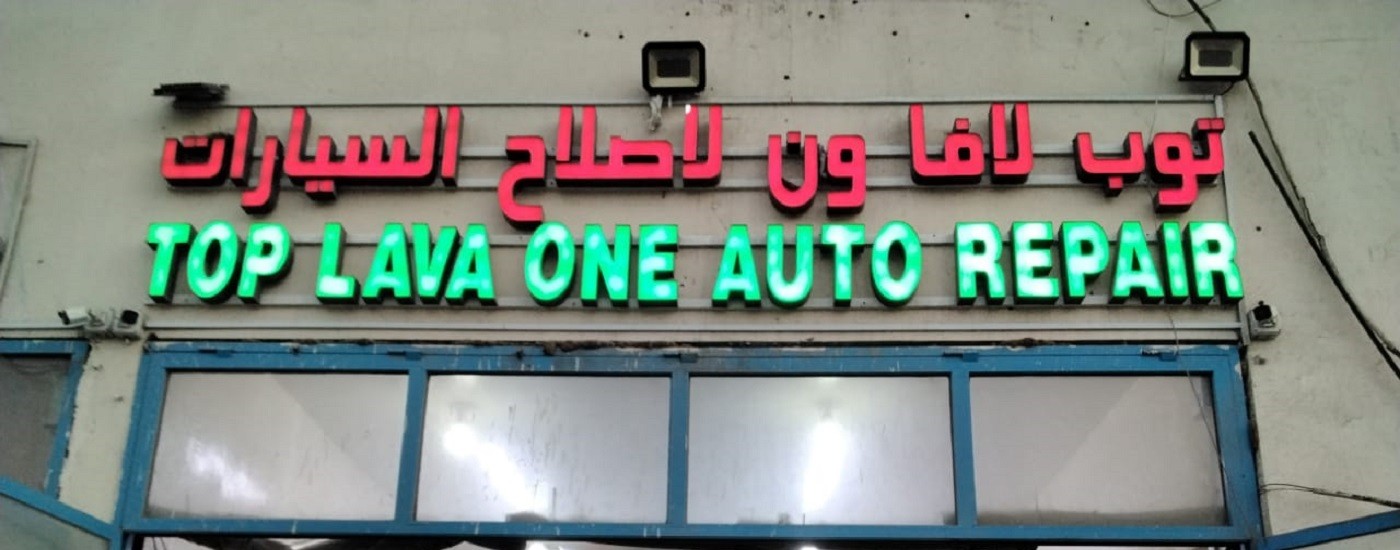 توب لافا ون لاصلاح السيارات
TOP LAVA ONE AUTO REPAIR